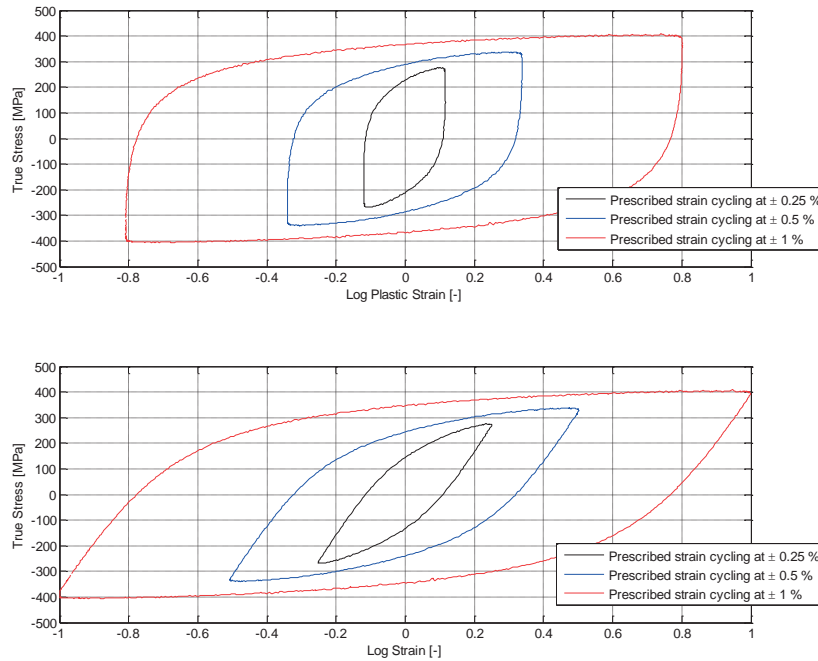 500
400
300
200
100
0
-100
-200
-300
-400
-500
True Stress [MPa]
-1 -0.8 -0.6 -0.4 -0.2 0 0.2 0.4 0.6 0.8 1
Log Plastic Strain [-]
Prescribed strain cycling at ± 0.25 %
Prescribed strain cycling at ± 0.5 %
Prescribed strain cycling at ± 1 %
500
400
300
200
100
0
-100
-200
-300
-400
-500
True Stress [MPa]
-1 -0.8 -0.6 -0.4 -0.2 0 0.2 0.4 0.6 0.8 1
Log Strain [-]
Prescribed strain cycling at ± 0.25 %
Prescribed strain cycling at ± 0.5 %
Prescribed strain cycling at ± 1 %